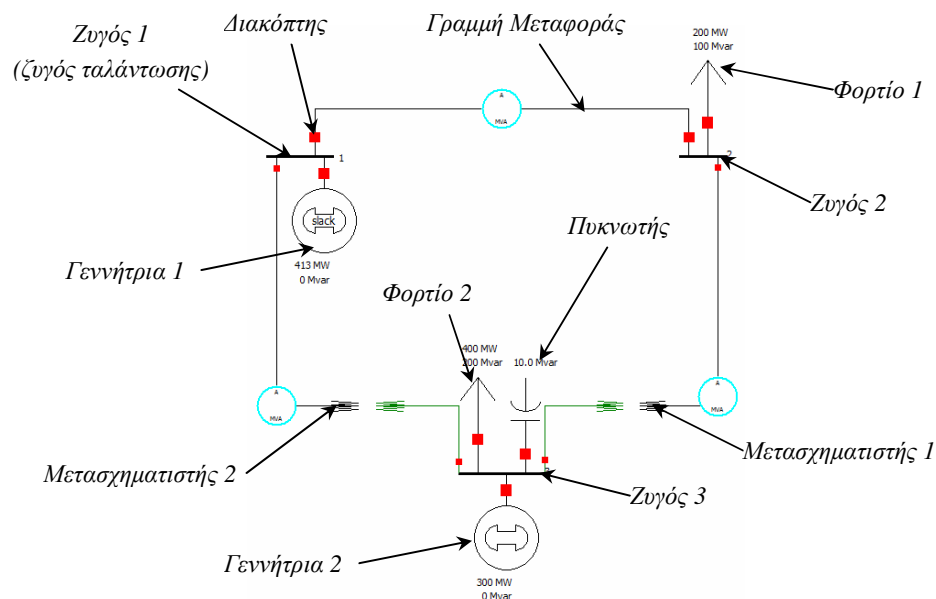 Ζυγός 1
(ζυγός ταλάντωσης)
Διακόπτης
Γραμμή Μεταφοράς
200 MW
100 Mvar
Φορτίο 1
A
MVA
1
2
Ζυγός 2
slack
Γεννήτρια 1
413 MW
0 Mvar
Πυκνωτής
Φορτίο 2
400 MW
200 Mvar
10.0 Mvar
A
MVA
A
MVA
Μετασχηματιστής 2
Μετασχηματιστής 1
Ζυγός 3
Γεννήτρια 2
300 MW
0 Mvar